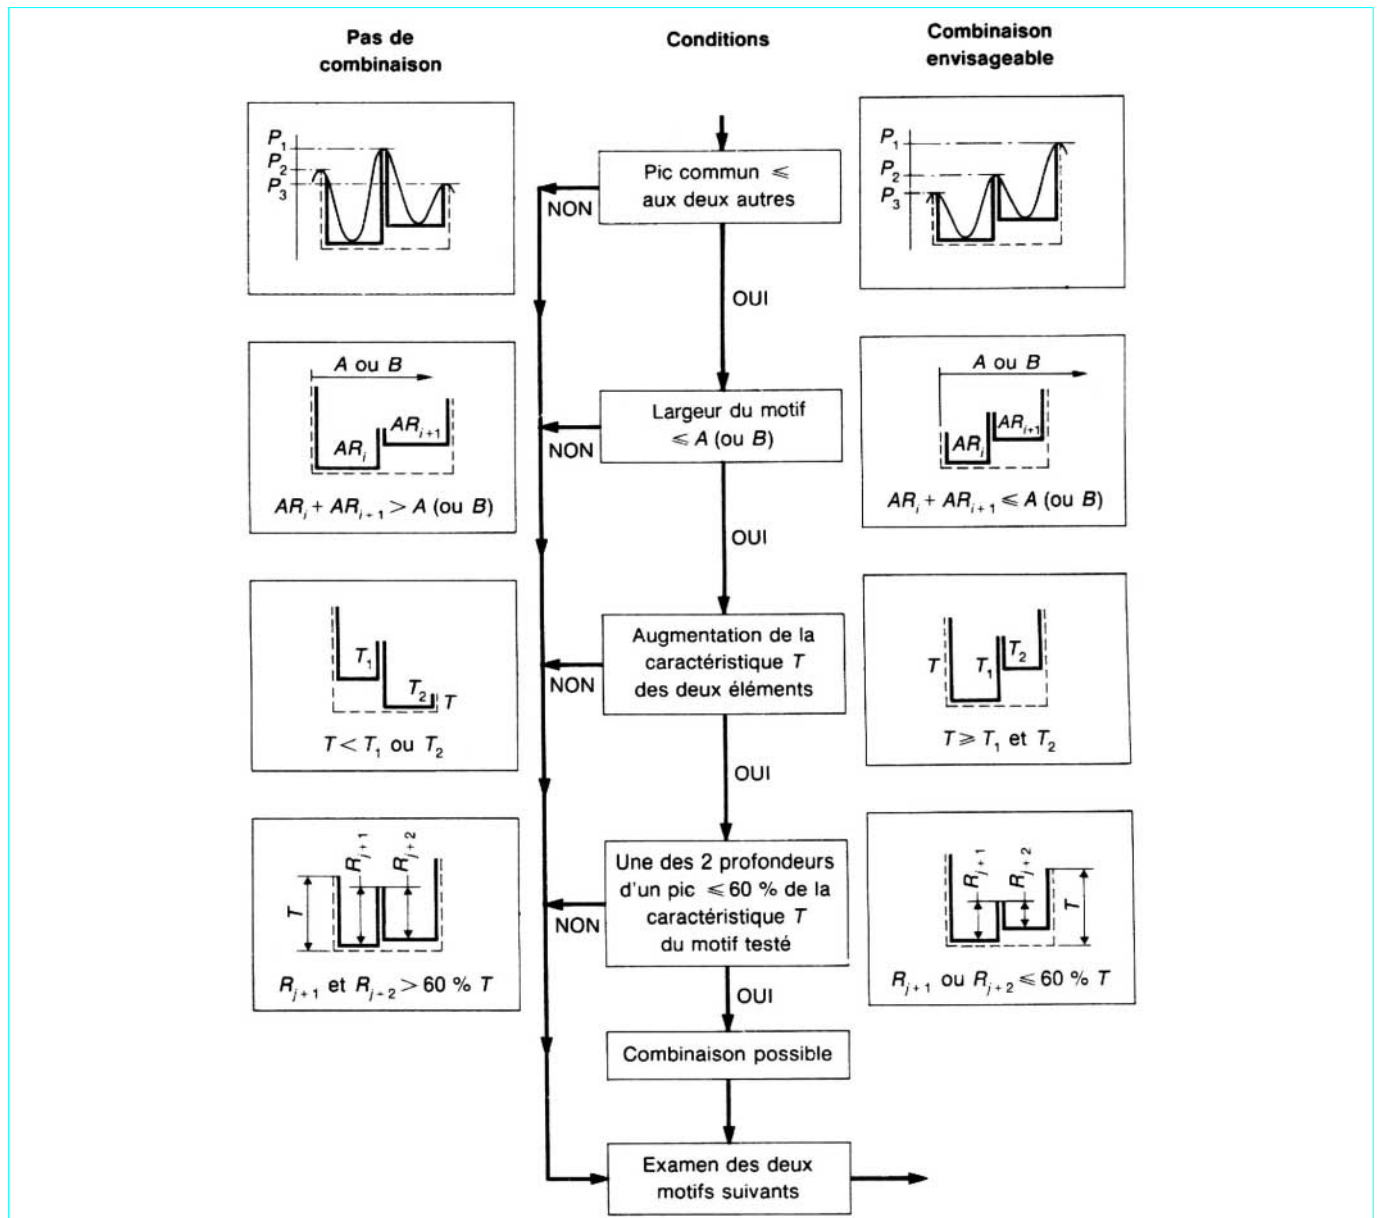 Pas de
combinaison
Conditions
Combinaison
envisageable
P1
P2
P3
Pic commun ⩽
aux deux autres
NON
OUI
P1
P2
P3
A ou B
ARi
ARi+1
ARi + ARi+1 > A (ou B)
Largeur du motif
⩽ A (ou B)
NON
OUI
A ou B
ARi
ARi+1
ARi + ARi+1 ⩽ A (ou B)
T1
T2
T
T < T1 ou T2
Augmentation de la
caractéristique T
des deux éléments
NON
OUI
T
T1
T2
T ⩾ T1 et T2
T
Rj+1
Rj+2
Rj+1 et Rj+2 > 60 % T
Une des 2 profondeurs
d'un pic ⩽ 60 % de la
caractéristique T
du motif testé
NON
OUI
Rj+1
Rj+2
T
Rj+1 ou Rj+2 ⩽ 60 % T
Combinaison possible
Examen des deux
motifs suivants